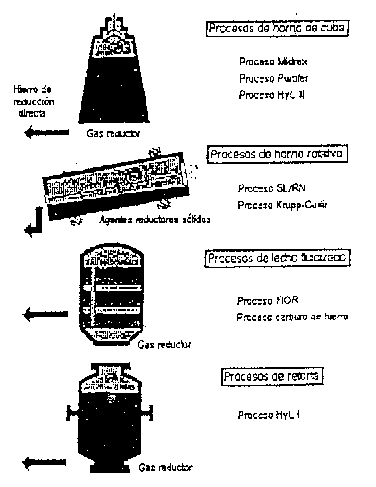 Procesos de horno de cuba
Proceso Midrex
Proceso Purofer
Proceso HyL III
Hierro de
reducción
directa
Gas reductor
Procesos de horno rotativo
Proceso SL/RN
Proceso Krupp-Codir
Agentes reductores sólidos
Procesos de lecho fluidizado
Proceso FIOR
Proceso carburo de hierro
Gas reductor
Procesos de retorta
Proceso HyL I
Gas reductor